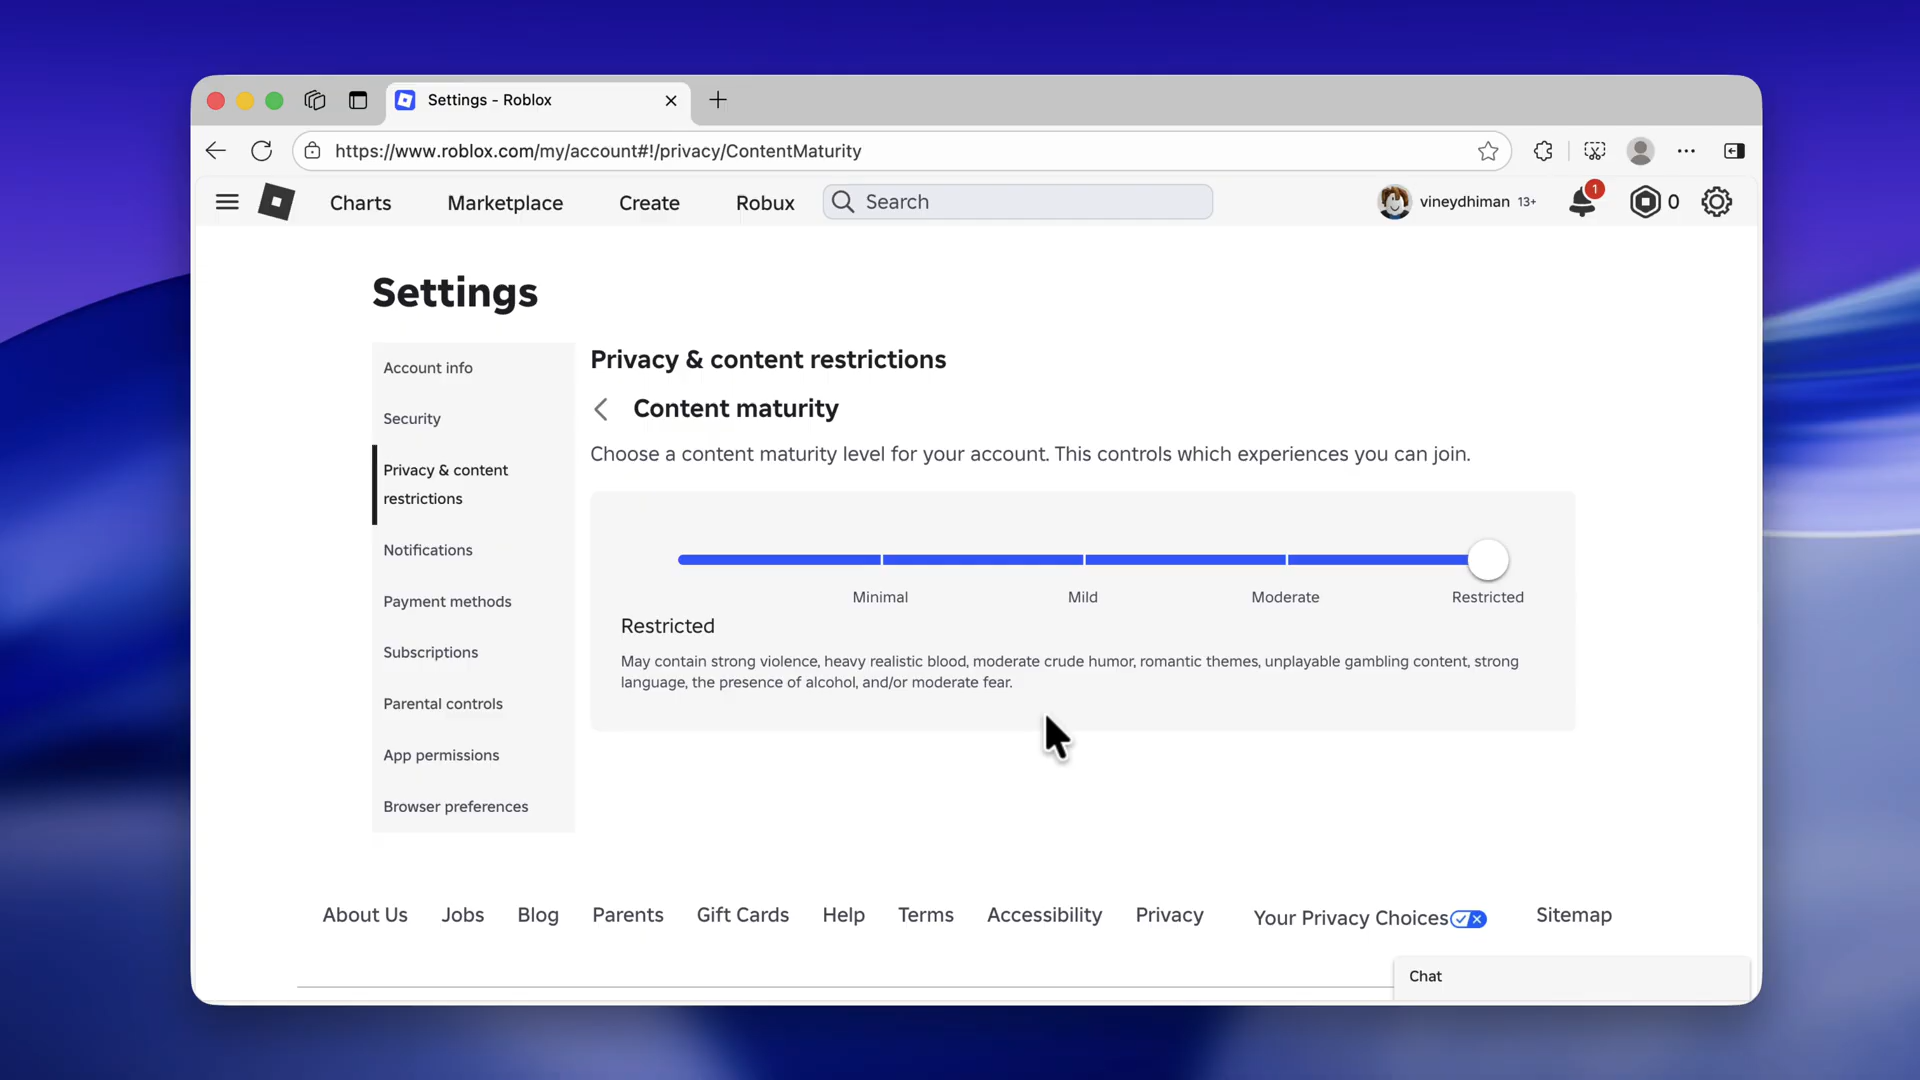 Settings - Roblox
https://www.roblox.com/my/account#!/privacy/ContentMaturity
Charts Marketplace Create Robux Search vineydhiman 13+ 1 0
Settings
Account info
Security
Privacy & content
restrictions
Notifications
Payment methods
Subscriptions
Parental controls
App permissions
Browser preferences
Privacy & content restrictions
Content maturity
Choose a content maturity level for your account. This controls which experiences you can join.
Minimal Mild Moderate Restricted
Restricted
May contain strong violence, heavy realistic blood, moderate crude humor, romantic themes, unplayable gambling content, strong
language, the presence of alcohol, and/or moderate fear.
About Us Jobs Blog Parents Gift Cards Help Terms Accessibility Privacy Your Privacy Choices Sitemap
Chat